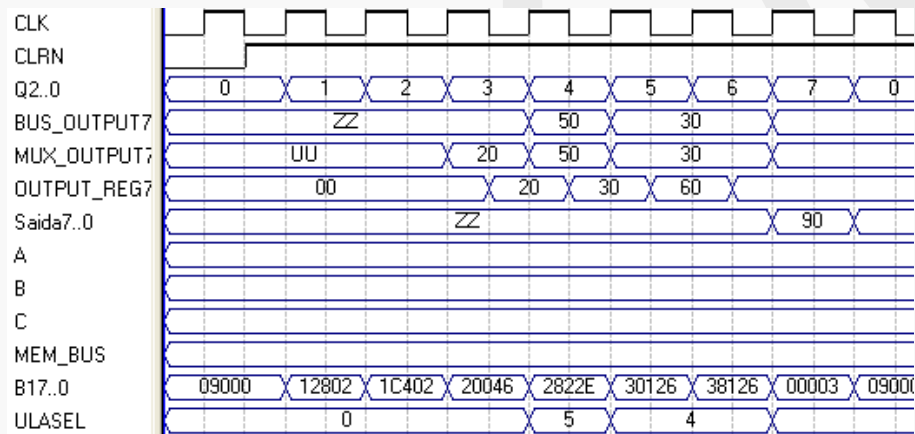 CLK
CLRN
Q2..0 0 1 2 3 4 5 6 7 0
BUS_OUTPUT7 ZZ 50 30
MUX_OUTPUT7 UU 20 50 30
OUTPUT_REG7 00 20 30 60
Saida7..0 ZZ 90
A
B
C
MEM_BUS
B17..0 09000 12802 1C402 20046 2822E 30126 38126 00003 0900
ULASEL 0 5 4